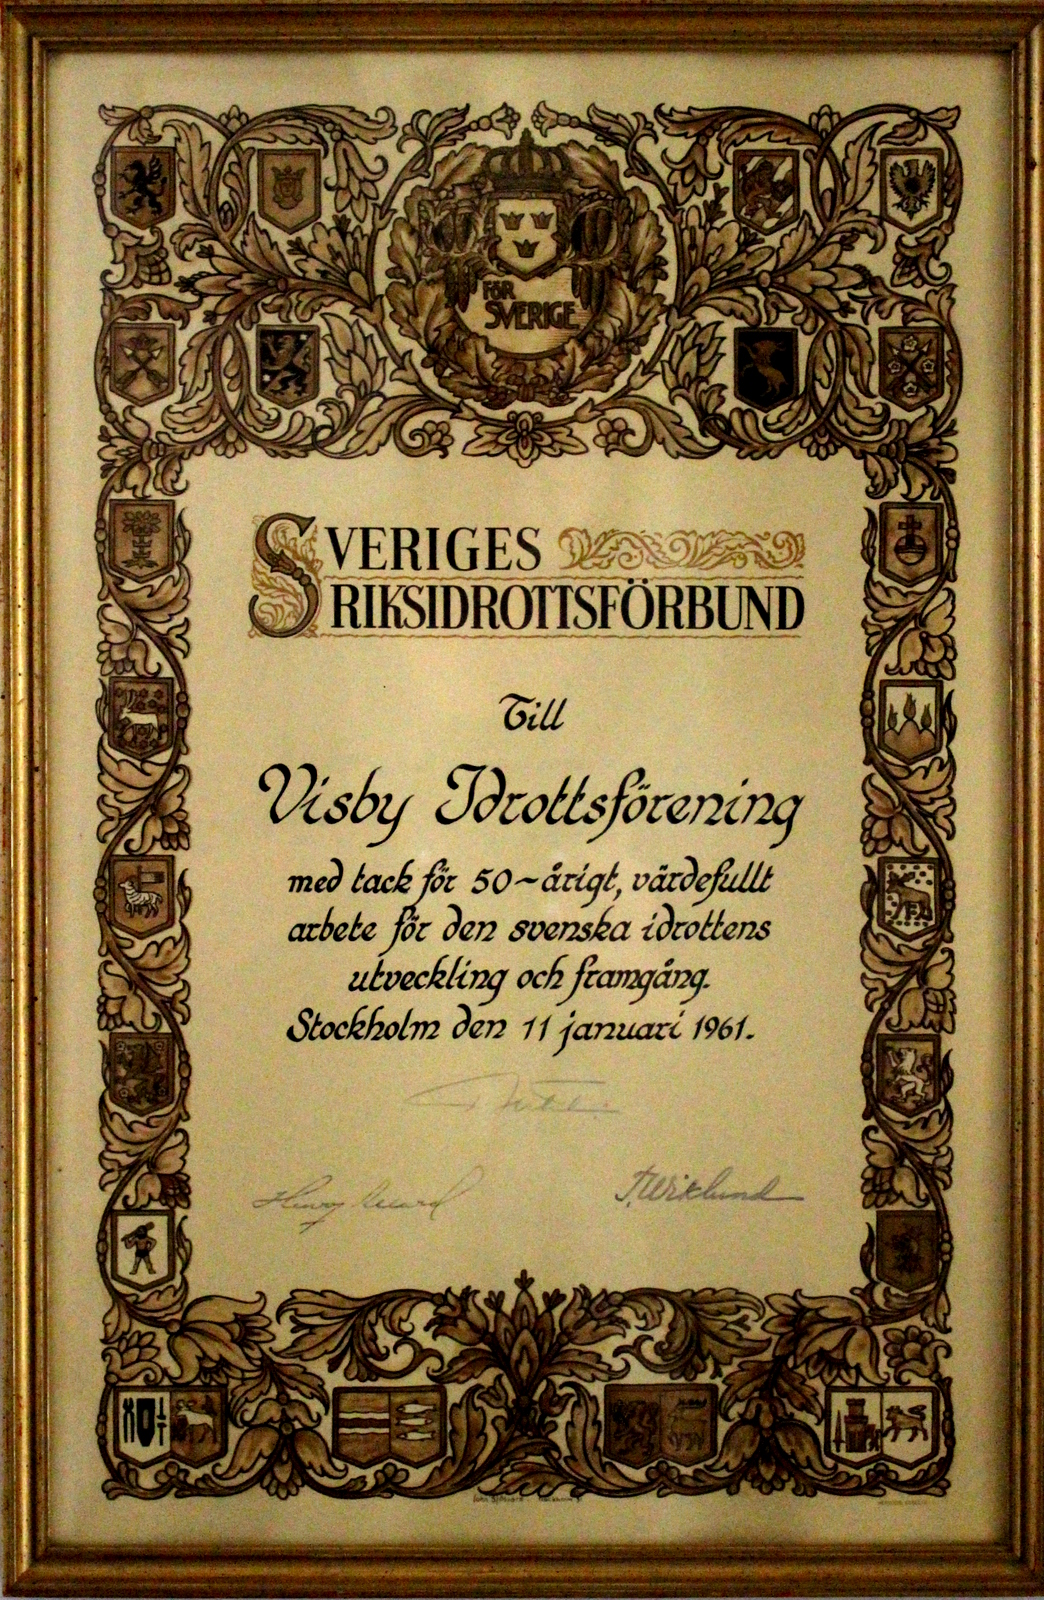 FÖR
SVERIGE
SVERIGES
RIKSIDROTTSFÖRBUND
Till
Visby Idrottsförening
med tack för 50~årigt, värdefullt
arbete för den svenska idrottens
utveckling och framgång.
Stockholm den 11 januari 1961.
T. Wiklund